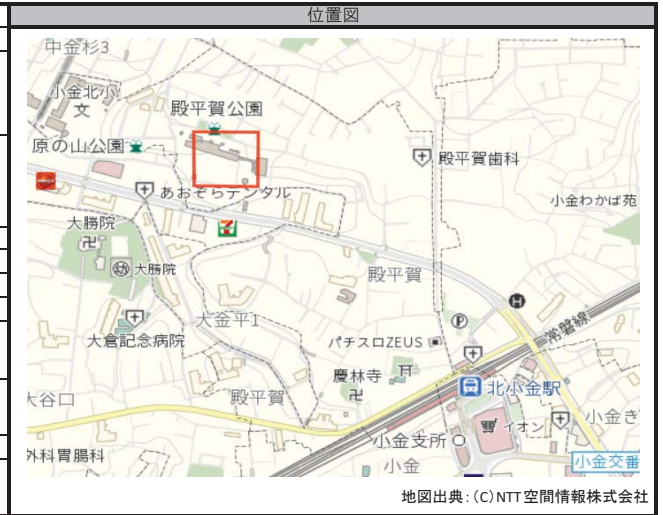 位置図
中金杉3
小金北小
文
殿平賀公園
原の山公園
殿平賀歯科
あおぞらデンタル
小金わかば苑
7
大勝院
卍
大勝院
殿平賀
H
P
大金平1
常磐線
大倉記念病院
パチスロZEUS
慶林寺
卍
北小金駅
大谷口
殿平賀
イオン
小金き
小金支所
外科胃腸科
小金
小金交番
地図出典:(C)NTT空間情報株式会社